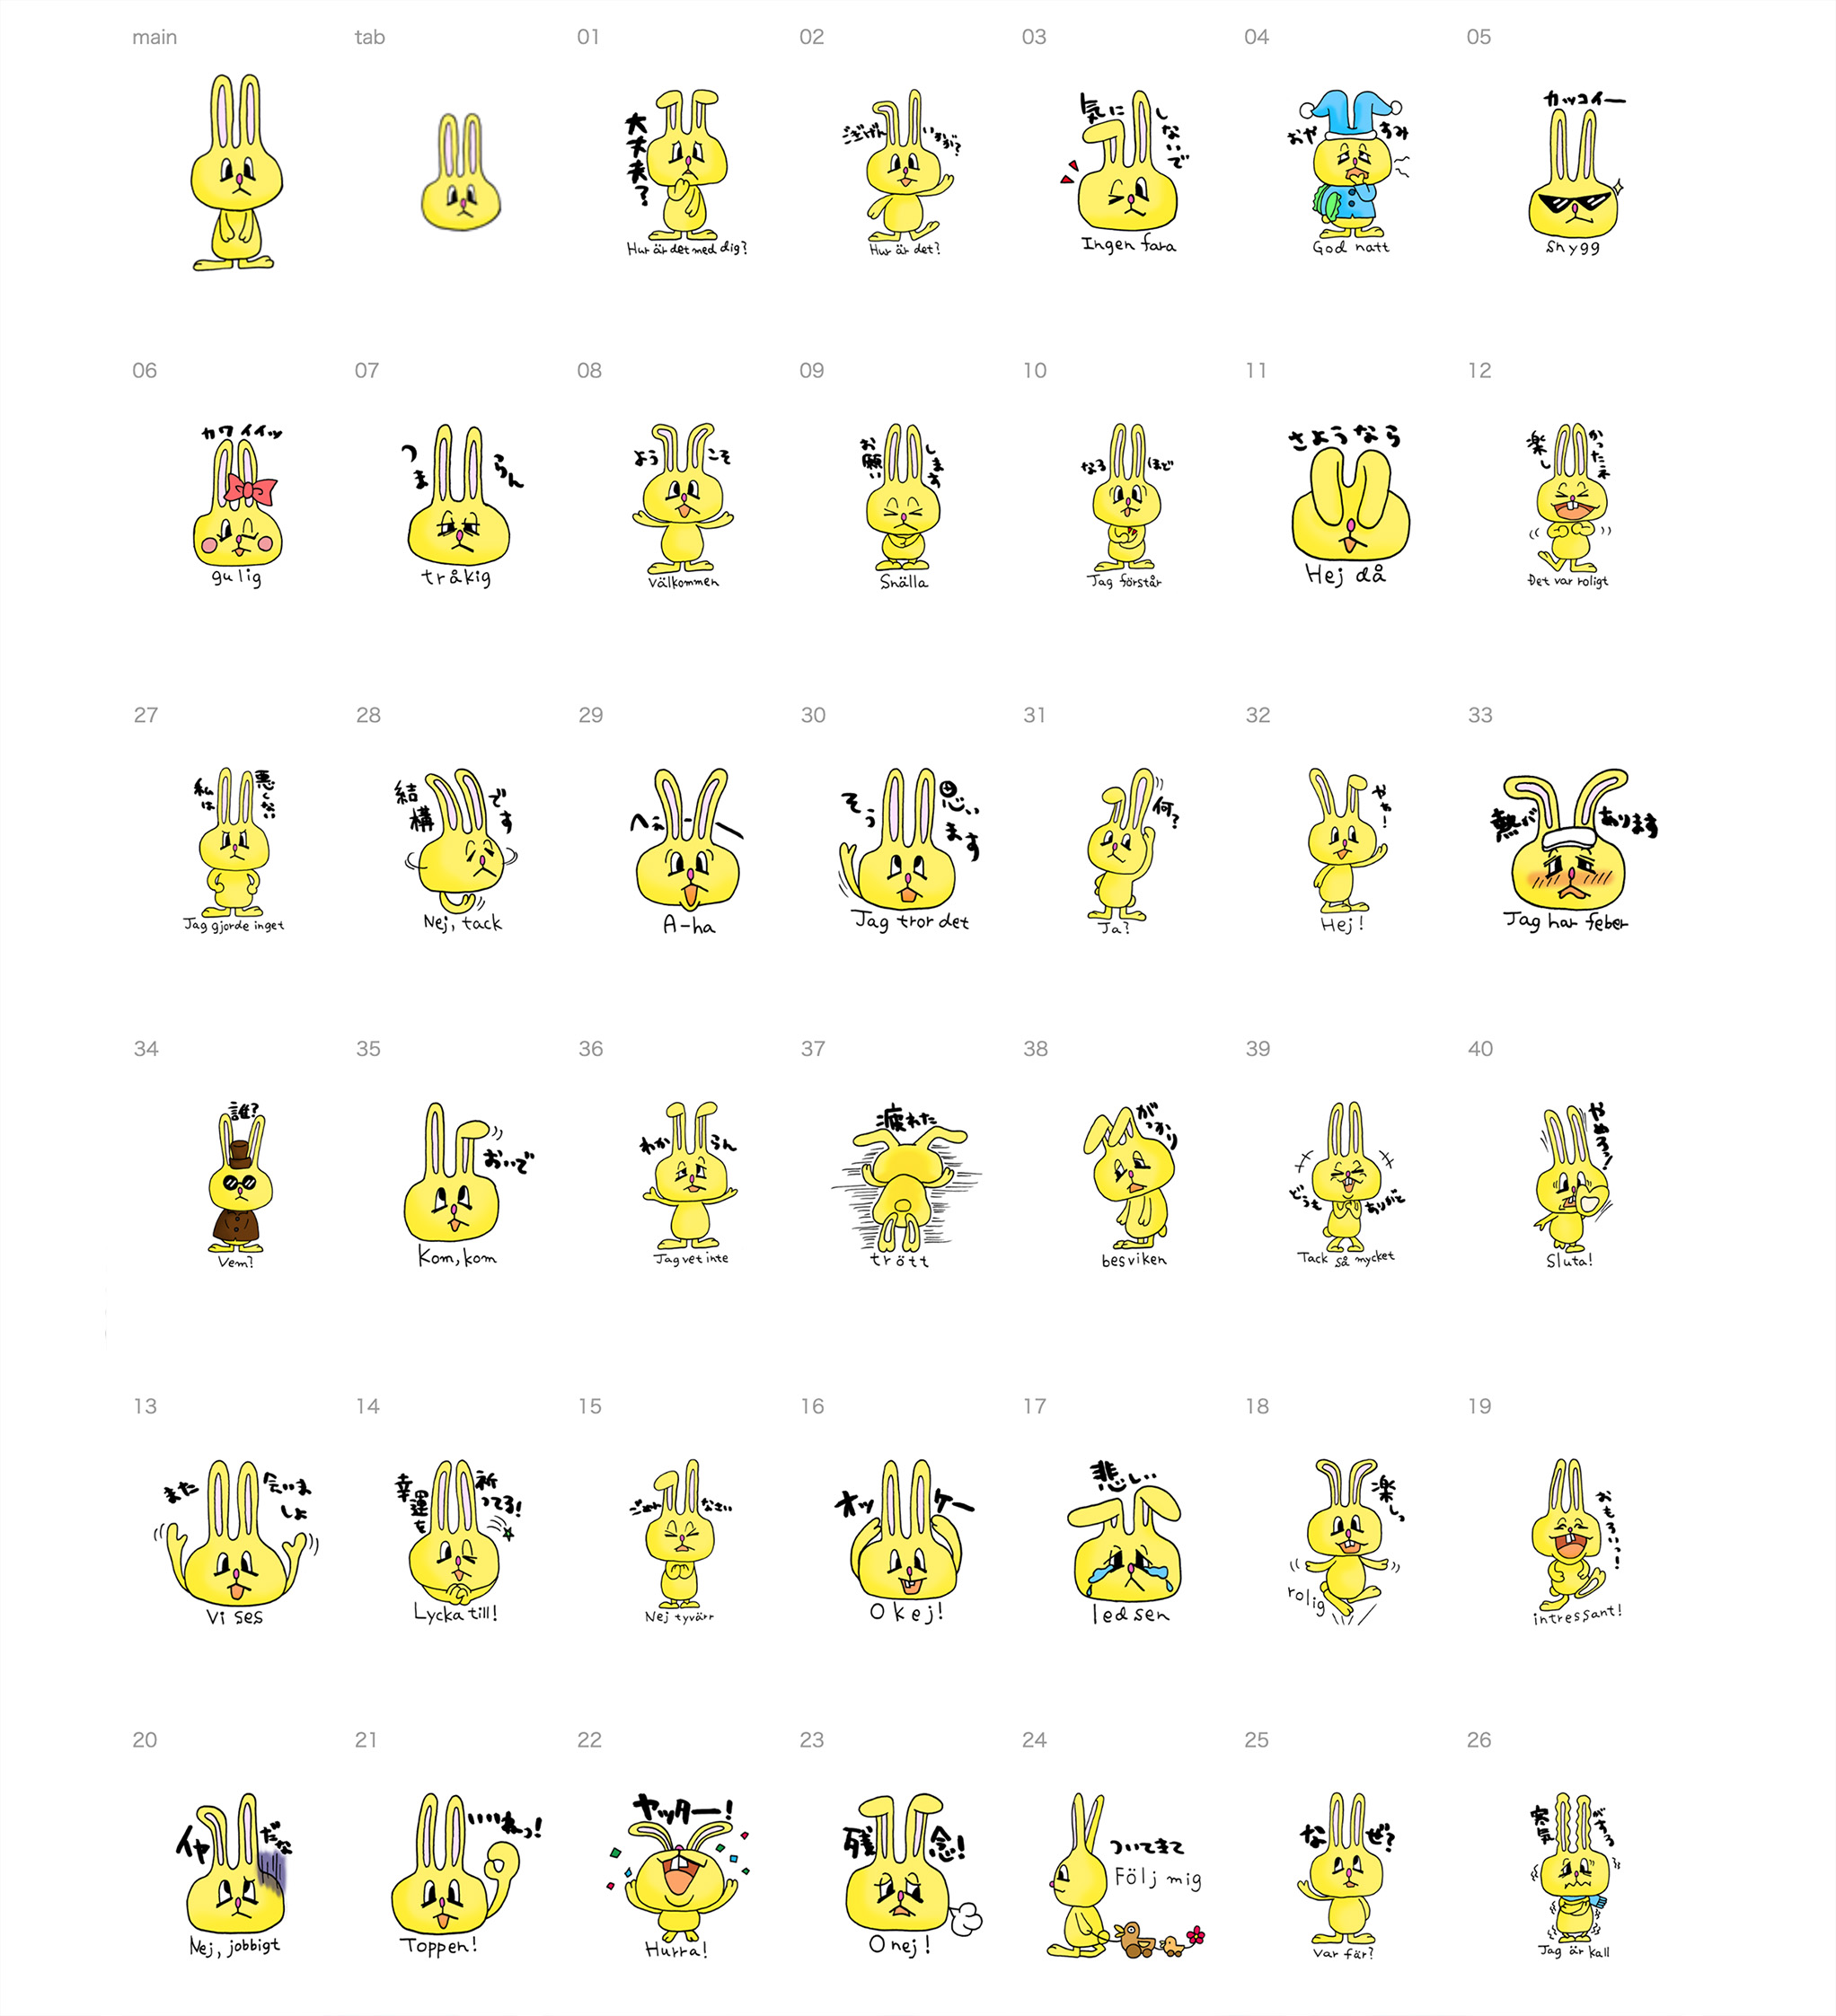 main
tab
01
02
03
04
05
大丈夫?
Hur är det med dig?
ごきげん
いかが?
Hur är det?
気に
しないで
Ingen fara
おや
すみ
God natt
カッコイー
snygg
06
07
08
09
10
11
12
カワイイッ
gulig
つま
らん
tråkig
よう
こそ
välkommen
お願い
します
Snälla
なる
ほど
Jag förstår
さようなら
Hej då
楽し
かったネ
Det var roligt
27
28
29
30
31
32
33
私は
悪くない
Jag gjorde inget
結構
です
Nej, tack
へぇーー
A-ha
そう
思い
ます
Jag tror det
何?
Ja?
やぁ!
Hej!
熱が
あります
Jag har feber
34
35
36
37
38
39
40
誰?
Vem?
おいで
Kom, kom
わか
らん
Jag vet inte
疲れた
trött
がっかり
besviken
どうも
ありがと
Tack så mycket
やめろッ!
Sluta!
13
14
15
16
17
18
19
また
会いま
しょ
Vi ses
幸運を
祈ってる!
Lycka till!
ごめん
なさい
Nej tyvärr
オッ
ケー
Okej!
悲しい
ledsen
楽しっ
rolig
おもろいっ!
intressant!
20
21
22
23
24
25
26
イヤ
だな
Nej, jobbigt
いいねっ!
Toppen!
ヤッター!
Hurra!
残
念!
O nej!
ついてきて
Följ mig
な
ぜ?
var fär?
寒気
がする
Jag är kall